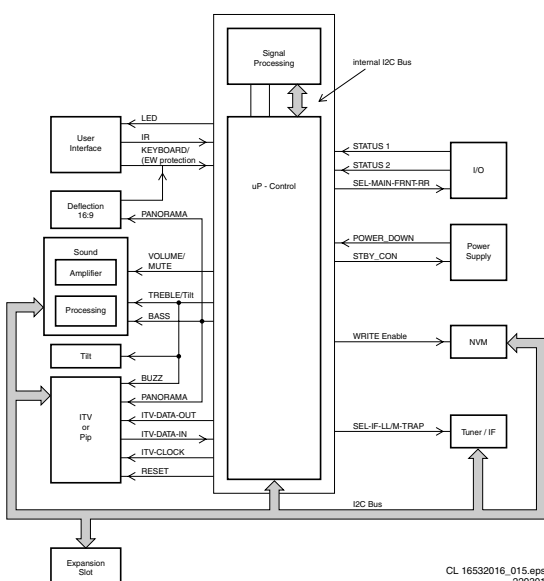 Signal
Processing
internal I2C Bus
LED
User
Interface
IR
KEYBOARD/
(EW protection
STATUS 1
STATUS 2
I/O
SEL-MAIN-FRNT-RR
uP - Control
Deflection
16:9
PANORAMA
Sound
Amplifier
VOLUME/
MUTE
POWER_DOWN
Power
Supply
STBY_CON
Processing
TREBLE/Tilt
BASS
WRITE Enable
NVM
Tilt
BUZZ
PANORAMA
ITV
or
Pip
ITV-DATA-OUT
ITV-DATA-IN
ITV-CLOCK
RESET
SEL-IF-LL/M-TRAP
Tuner / IF
I2C Bus
Expansion
Slot
CL 16532016_015.eps